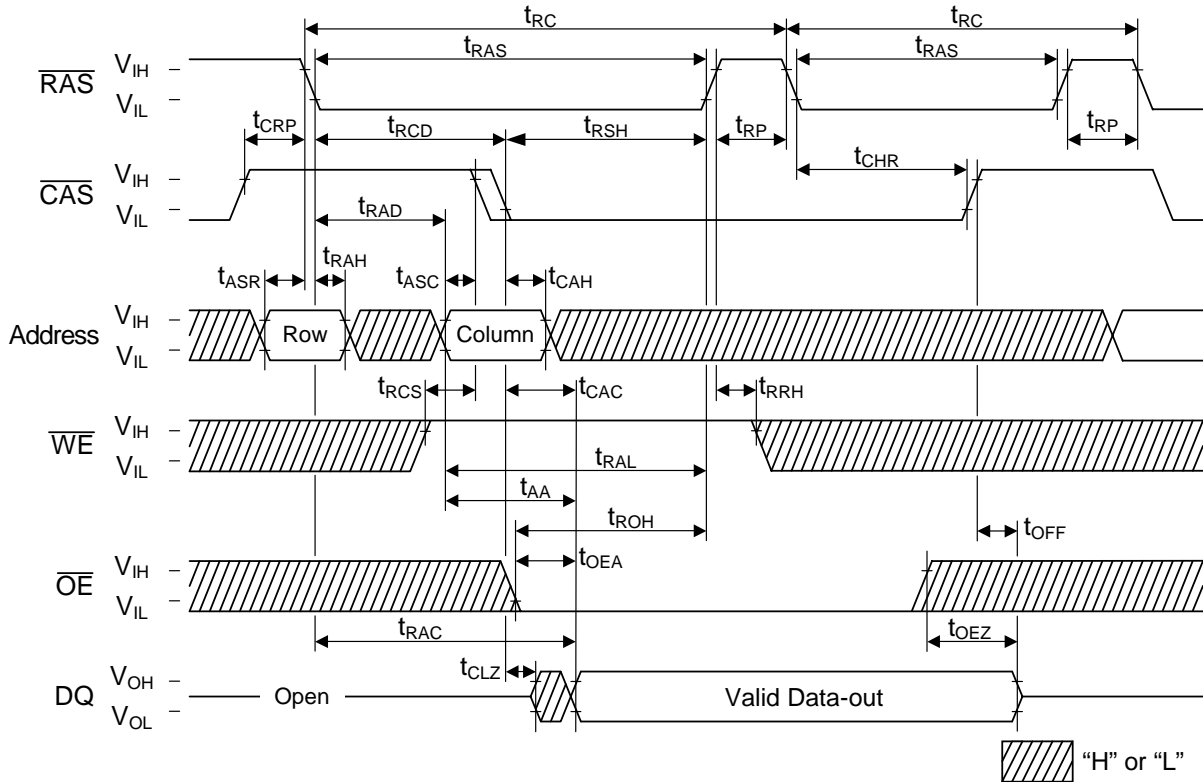 tRC tRC
tRAS tRAS
RAS VIH
VIL
tCRP tRCD tRSH tRP tRP
tCHR
CAS VIH
VIL
tRAD
tRAH
tASR tASC tCAH
Address VIH
VIL
Row Column
tRCS tCAC tRRH
WE VIH
VIL
tRAL
tAA
tROH
tOFF
tOEA
OE VIH
VIL
tRAC tOEZ
tCLZ
DQ VOH
VOL
Open Valid Data-out
“H” or “L”